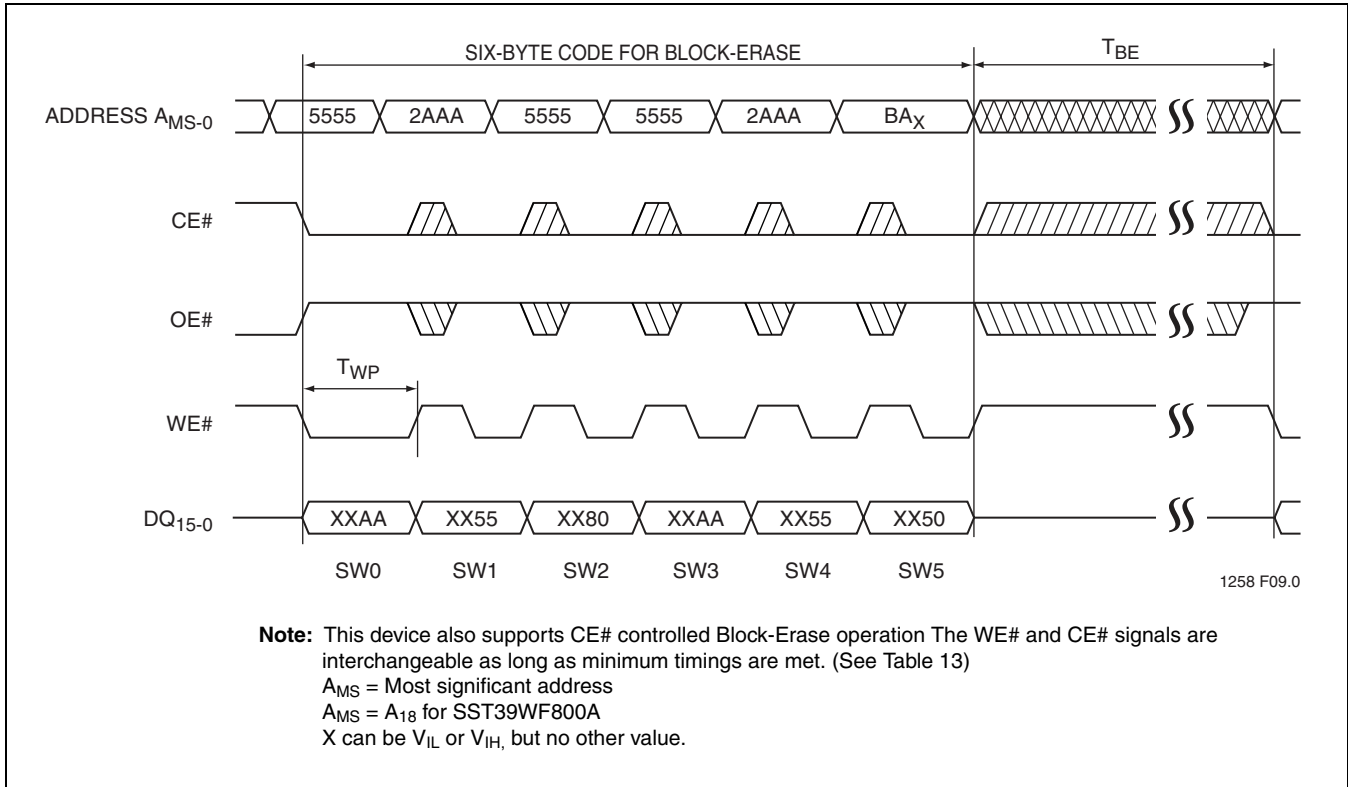 SIX-BYTE CODE FOR BLOCK-ERASE
TBE
ADDRESS AMS-0
5555 2AAA 5555 5555 2AAA BAX
CE#
OE#
TWP
WE#
DQ15-0
XXAA XX55 XX80 XXAA XX55 XX50
SW0 SW1 SW2 SW3 SW4 SW5
1258 F09.0
Note: This device also supports CE# controlled Block-Erase operation The WE# and CE# signals are
interchangeable as long as minimum timings are met. (See Table 13)
AMS = Most significant address
AMS = A18 for SST39WF800A
X can be VIL or VIH, but no other value.